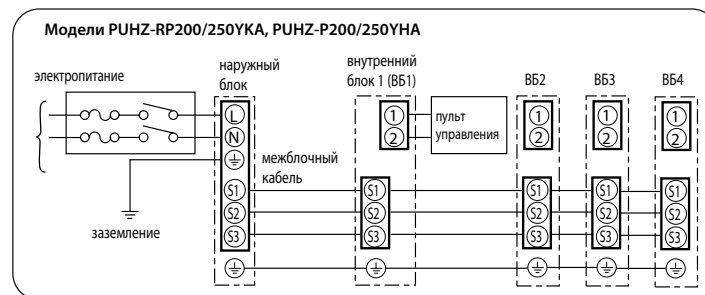 Модели PUHZ-RP200/250YKA, PUHZ-P200/250YHA
электропитание
наружный
блок
внутренний
блок 1 (ВБ1)
ВБ2
ВБ3
ВБ4
L
N
1
2
пульт
управления
1
2
1
2
1
2
межблочный
кабель
заземление
S1
S2
S3
S1
S2
S3
S1
S2
S3
S1
S2
S3
S1
S2
S3